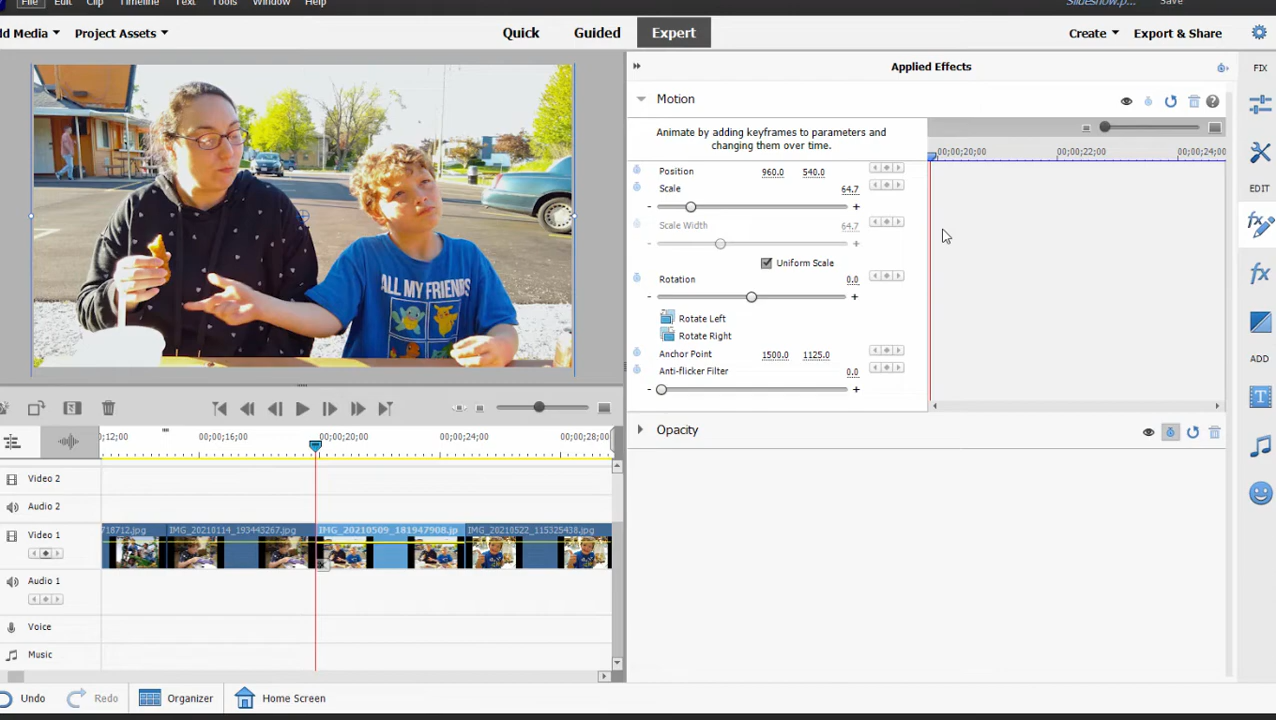 File Edit Clip Timeline Text Tools Window Help Slideshow.p... Save
dd Media Project Assets Quick Guided Expert Create Export & Share
Applied Effects FIX
Motion
Animate by adding keyframes to parameters and
changing them over time.
;00;00;20;00 00;00;22;00 00;00;24;00
Position 960.0 540.0
Scale 64.7
- +
EDIT
Scale Width 64.7
- +
Uniform Scale
Rotation 0.0
- +
Rotate Left
Rotate Right
Anchor Point 1500.0 1125.0
ADD
Anti-flicker Filter 0.0
- +
ALL MY FRIENDS
Opacity
;12;00 00;00;16;00 00;00;20;00 00;00;24;00 00;00;28;00
Video 2
Audio 2
Video 1 718712.jpg IMG_20210114_193443267.jpg IMG_20210509_181947908.jp IMG_20210522_115325438.jpg
Audio 1
Voice
Music
Undo Redo Organizer Home Screen